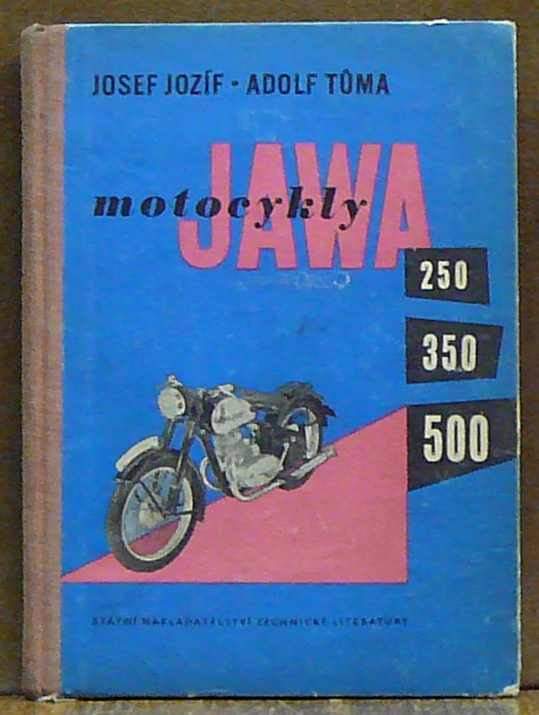 JOSEF JOZÍF • ADOLF TŮMA
motocykly
JAWA
250
350
500
STÁTNÍ NAKLADATELSTVÍ TECHNICKÉ LITERATURY